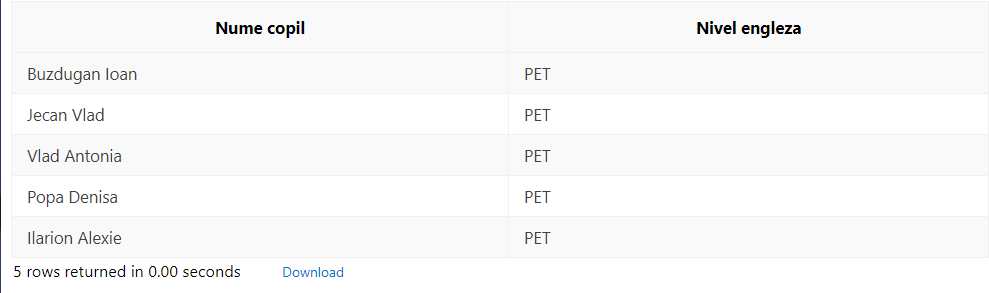 Nume copil Nivel engleza
Buzdugan Ioan PET
Jecan Vlad PET
Vlad Antonia PET
Popa Denisa PET
Ilarion Alexie PET
5 rows returned in 0.00 seconds Download